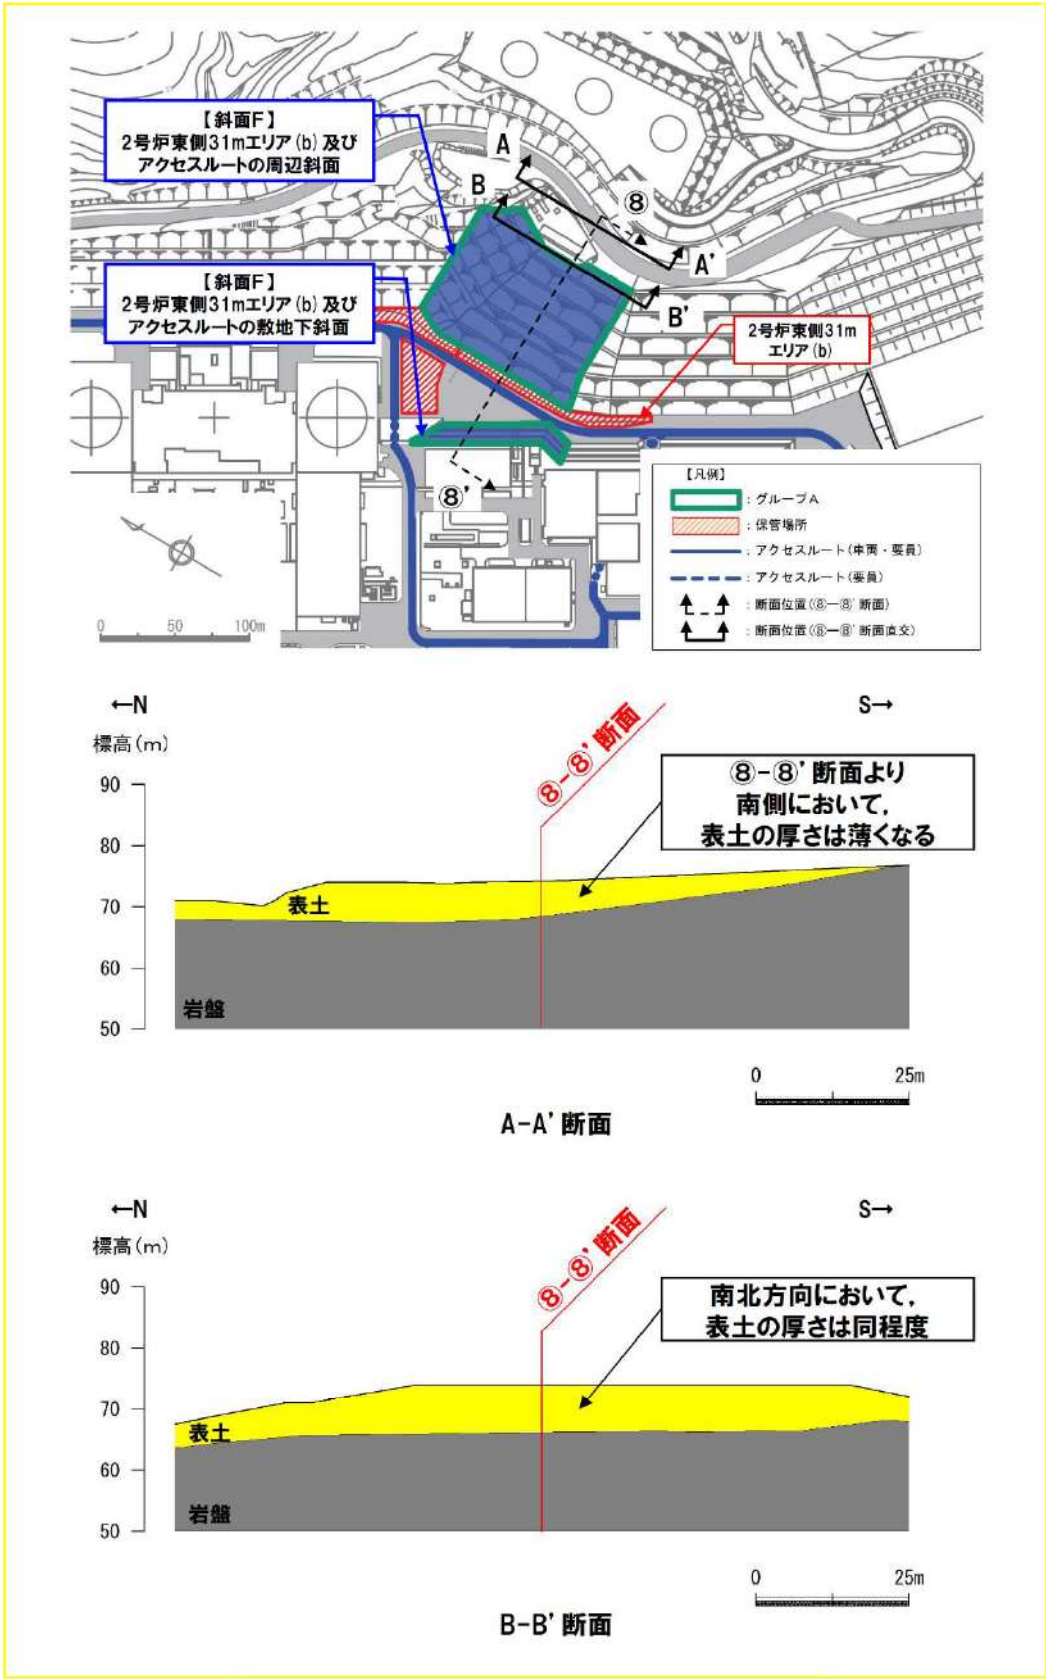 【斜面F】
2号炉東側31mエリア(b)及び
アクセスルートの周辺斜面
A
B
⑧
A'
B'
【斜面F】
2号炉東側31mエリア(b)及び
アクセスルートの敷地下斜面
2号炉東側31m
エリア(b)
⑧'
0 50 100m
【凡例】
：グループA
：保管場所
：アクセスルート(車両・要員)
：アクセスルート(要員)
：断面位置(⑧―⑧'断面)
：断面位置(⑧―⑧'断面直交)
←N
S→
標高(m)
⑧-⑧'断面
⑧-⑧'断面より
南側において，
表土の厚さは薄くなる
90
80
70
60
50
表土
岩盤
0 25m
A-A'断面
←N
S→
標高(m)
⑧-⑧'断面
南北方向において，
表土の厚さは同程度
90
80
70
60
50
表土
岩盤
0 25m
B-B'断面